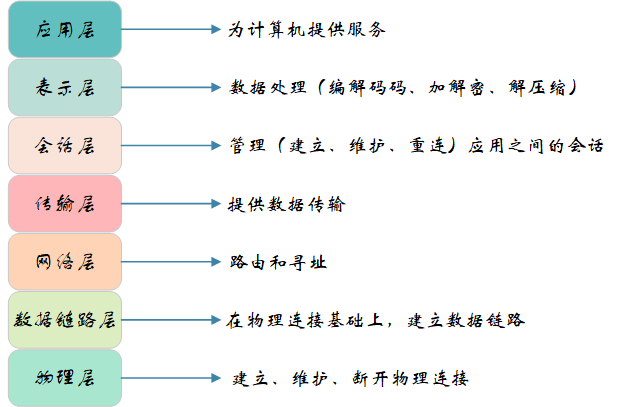 应用层 为计算机提供服务
表示层 数据处理（编解码码、加解密、解压缩）
会话层 管理（建立、维护、重连）应用之间的会话
传输层 提供数据传输
网络层 路由和寻址
数据链路层 在物理连接基础上，建立数据链路
物理层 建立、维护、断开物理连接